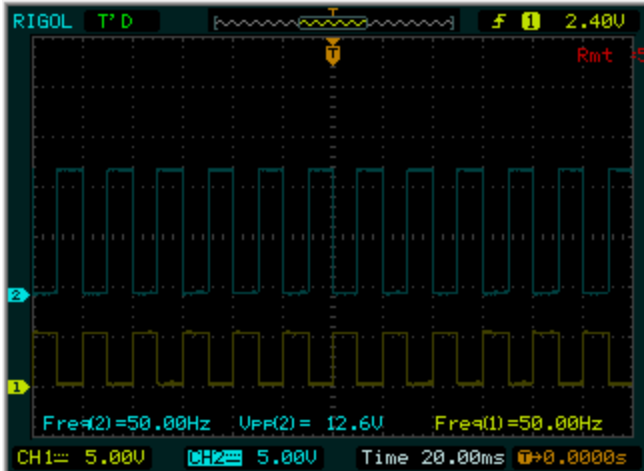 RIGOL T'D T f 1 2.40V
T
Rmt
2
1
Freq(2)=50.00Hz Vpp(2)= 12.6V Freq(1)=50.00Hz
CH1 5.00V CH2 5.00V Time 20.00ms T→0.0000s